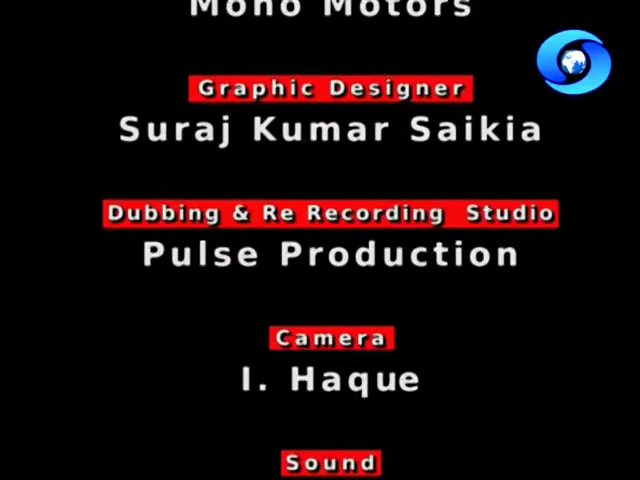 Mono Motors
Graphic Designer
Suraj Kumar Saikia
Dubbing & Re Recording Studio
Pulse Production
Camera
I. Haque
Sound